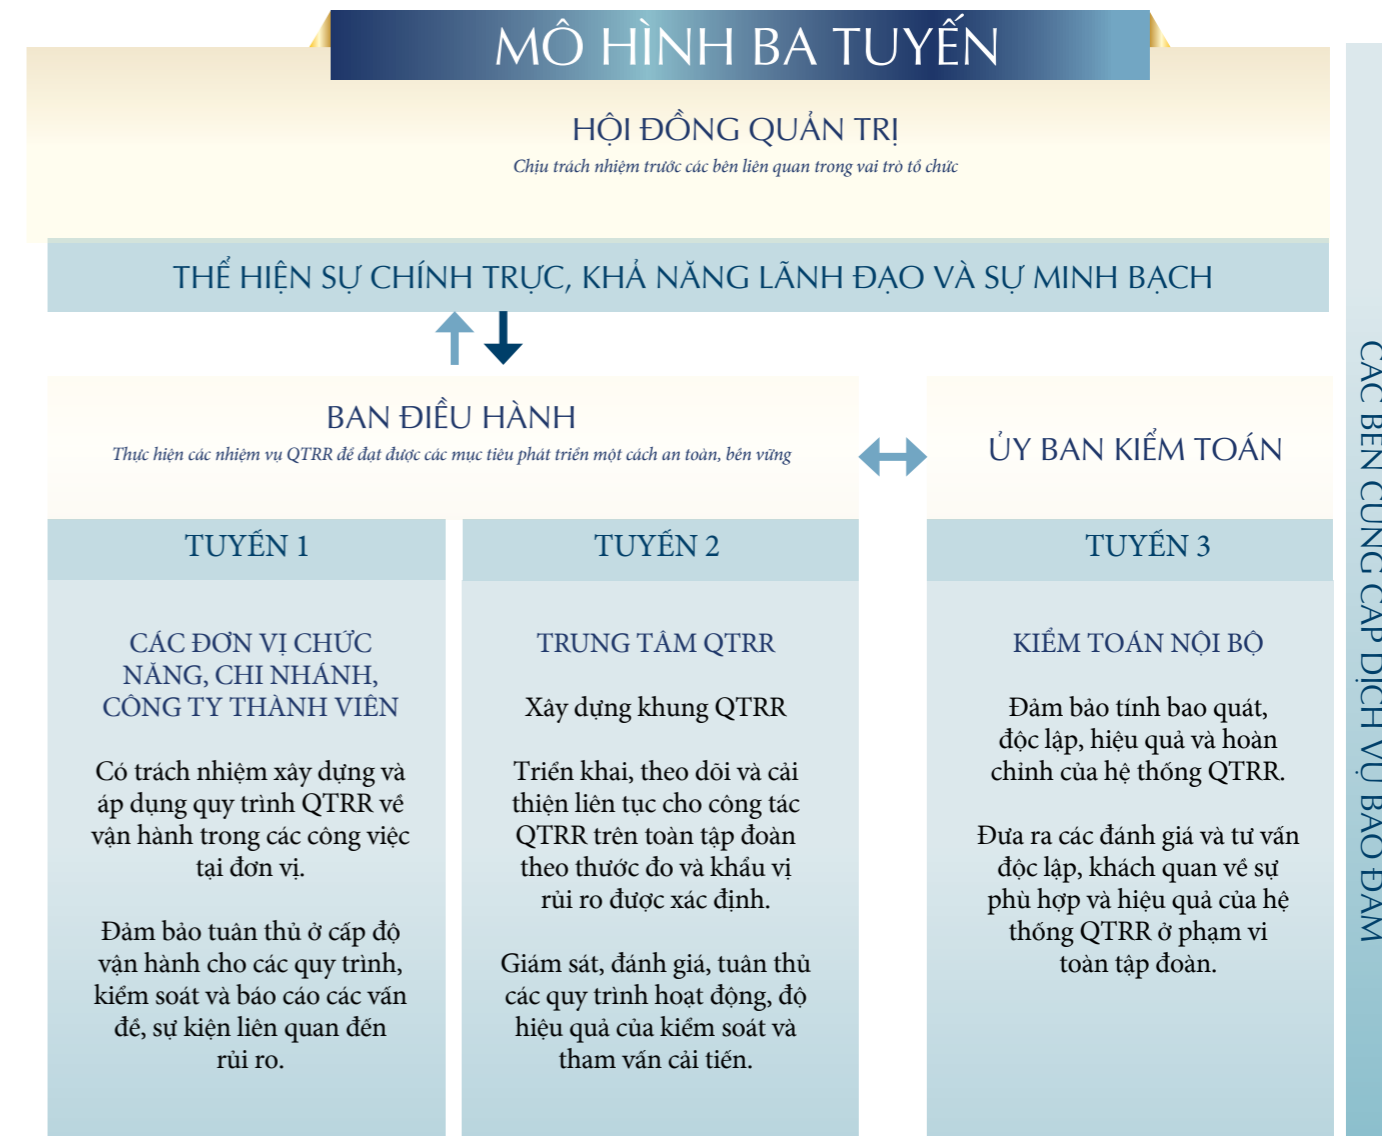 MÔ HÌNH BA TUYẾN
HỘI ĐỒNG QUẢN TRỊ
Chịu trách nhiệm trước các bên liên quan trong vai trò tổ chức
THỂ HIỆN SỰ CHÍNH TRỰC, KHẢ NĂNG LÃNH ĐẠO VÀ SỰ MINH BẠCH
BAN ĐIỀU HÀNH
Thực hiện các nhiệm vụ QTRR để đạt được các mục tiêu phát triển một cách an toàn, bền vững
ỦY BAN KIỂM TOÁN
TUYẾN 1
CÁC ĐƠN VỊ CHỨC
NĂNG, CHI NHÁNH,
CÔNG TY THÀNH VIÊN
Có trách nhiệm xây dựng và
áp dụng quy trình QTRR về
vận hành trong các công việc
tại đơn vị.
Đảm bảo tuân thủ ở cấp độ
vận hành cho các quy trình,
kiểm soát và báo cáo các vấn
đề, sự kiện liên quan đến
rủi ro.
TUYẾN 2
TRUNG TÂM QTRR
Xây dựng khung QTRR
Triển khai, theo dõi và cải
thiện liên tục cho công tác
QTRR trên toàn tập đoàn
theo thước đo và khẩu vị
rủi ro được xác định.
Giám sát, đánh giá, tuân thủ
các quy trình hoạt động, độ
hiệu quả của kiểm soát và
tham vấn cải tiến.
TUYẾN 3
KIỂM TOÁN NỘI BỘ
Đảm bảo tính bao quát,
độc lập, hiệu quả và hoàn
chỉnh của hệ thống QTRR.
Đưa ra các đánh giá và tư vấn
độc lập, khách quan về sự
phù hợp và hiệu quả của hệ
thống QTRR ở phạm vi
toàn tập đoàn.
CÁC BÊN CUNG CẤP DỊCH VỤ BẢO ĐẢM